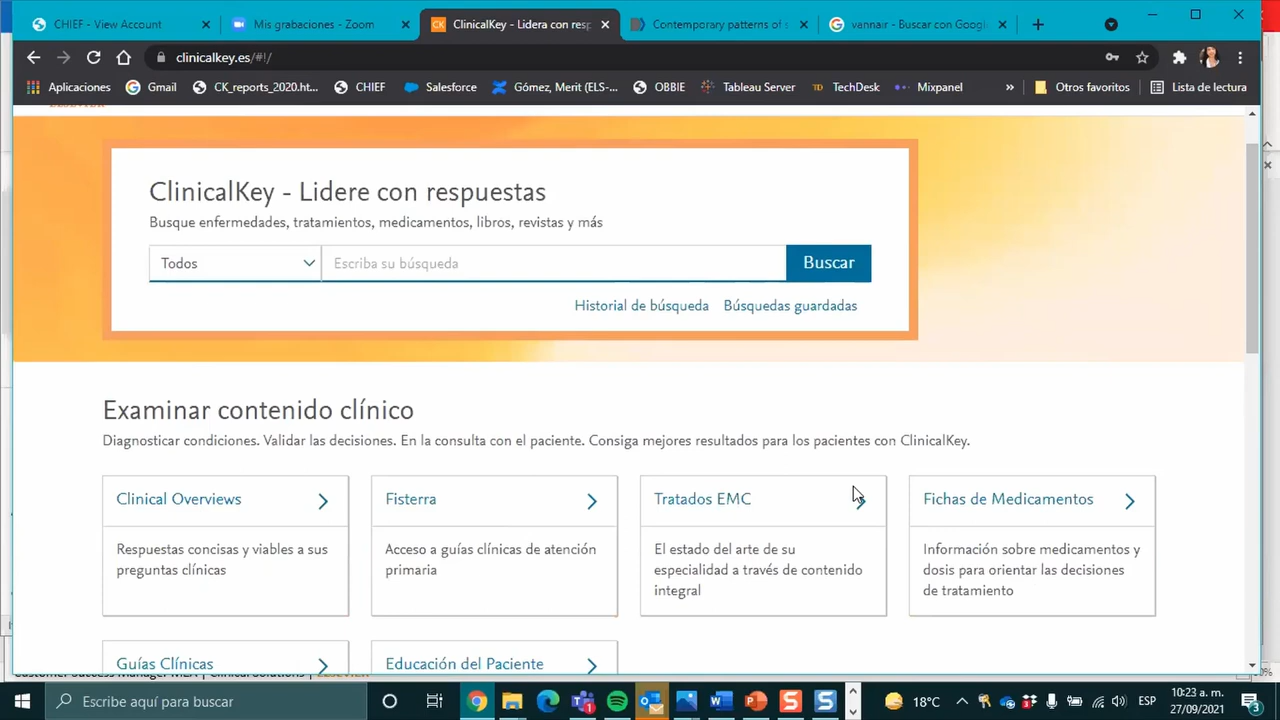 CHIEF - View Account
Mis grabaciones - Zoom
ClinicalKey - Lidera con resp
Contemporary patterns of s
vannair - Buscar con Google
clinicalkey.es/#!/
Aplicaciones
Gmail
CK_reports_2020.ht...
CHIEF
Salesforce
Gómez, Merit (ELS-...
OBBIE
Tableau Server
TechDesk
Mixpanel
»
Otros favoritos
Lista de lectura
ClinicalKey - Lidere con respuestas
Busque enfermedades, tratamientos, medicamentos, libros, revistas y más
Todos
Escriba su búsqueda
Buscar
Historial de búsqueda
Búsquedas guardadas
Examinar contenido clínico
Diagnosticar condiciones. Validar las decisiones. En la consulta con el paciente. Consiga mejores resultados para los pacientes con ClinicalKey.
Clinical Overviews
Respuestas concisas y viables a sus
preguntas clínicas
Fisterra
Acceso a guías clínicas de atención
primaria
Tratados EMC
El estado del arte de su
especialidad a través de contenido
integral
Fichas de Medicamentos
Información sobre medicamentos y
dosis para orientar las decisiones
de tratamiento
Guías Clínicas
Educación del Paciente
Escribe aquí para buscar
18°C
ESP
10:23 a. m.
27/09/2021